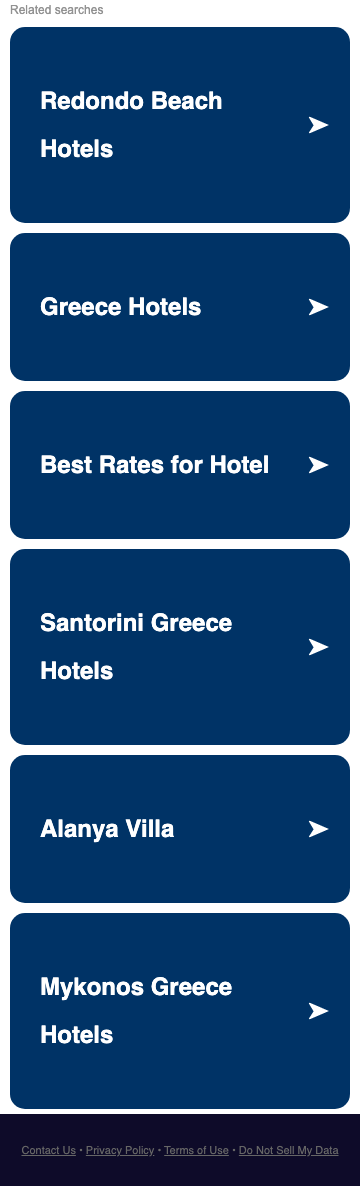 Related searches
Redondo Beach
Hotels
Greece Hotels
Best Rates for Hotel
Santorini Greece
Hotels
Alanya Villa
Mykonos Greece
Hotels
Contact Us • Privacy Policy • Terms of Use • Do Not Sell My Data